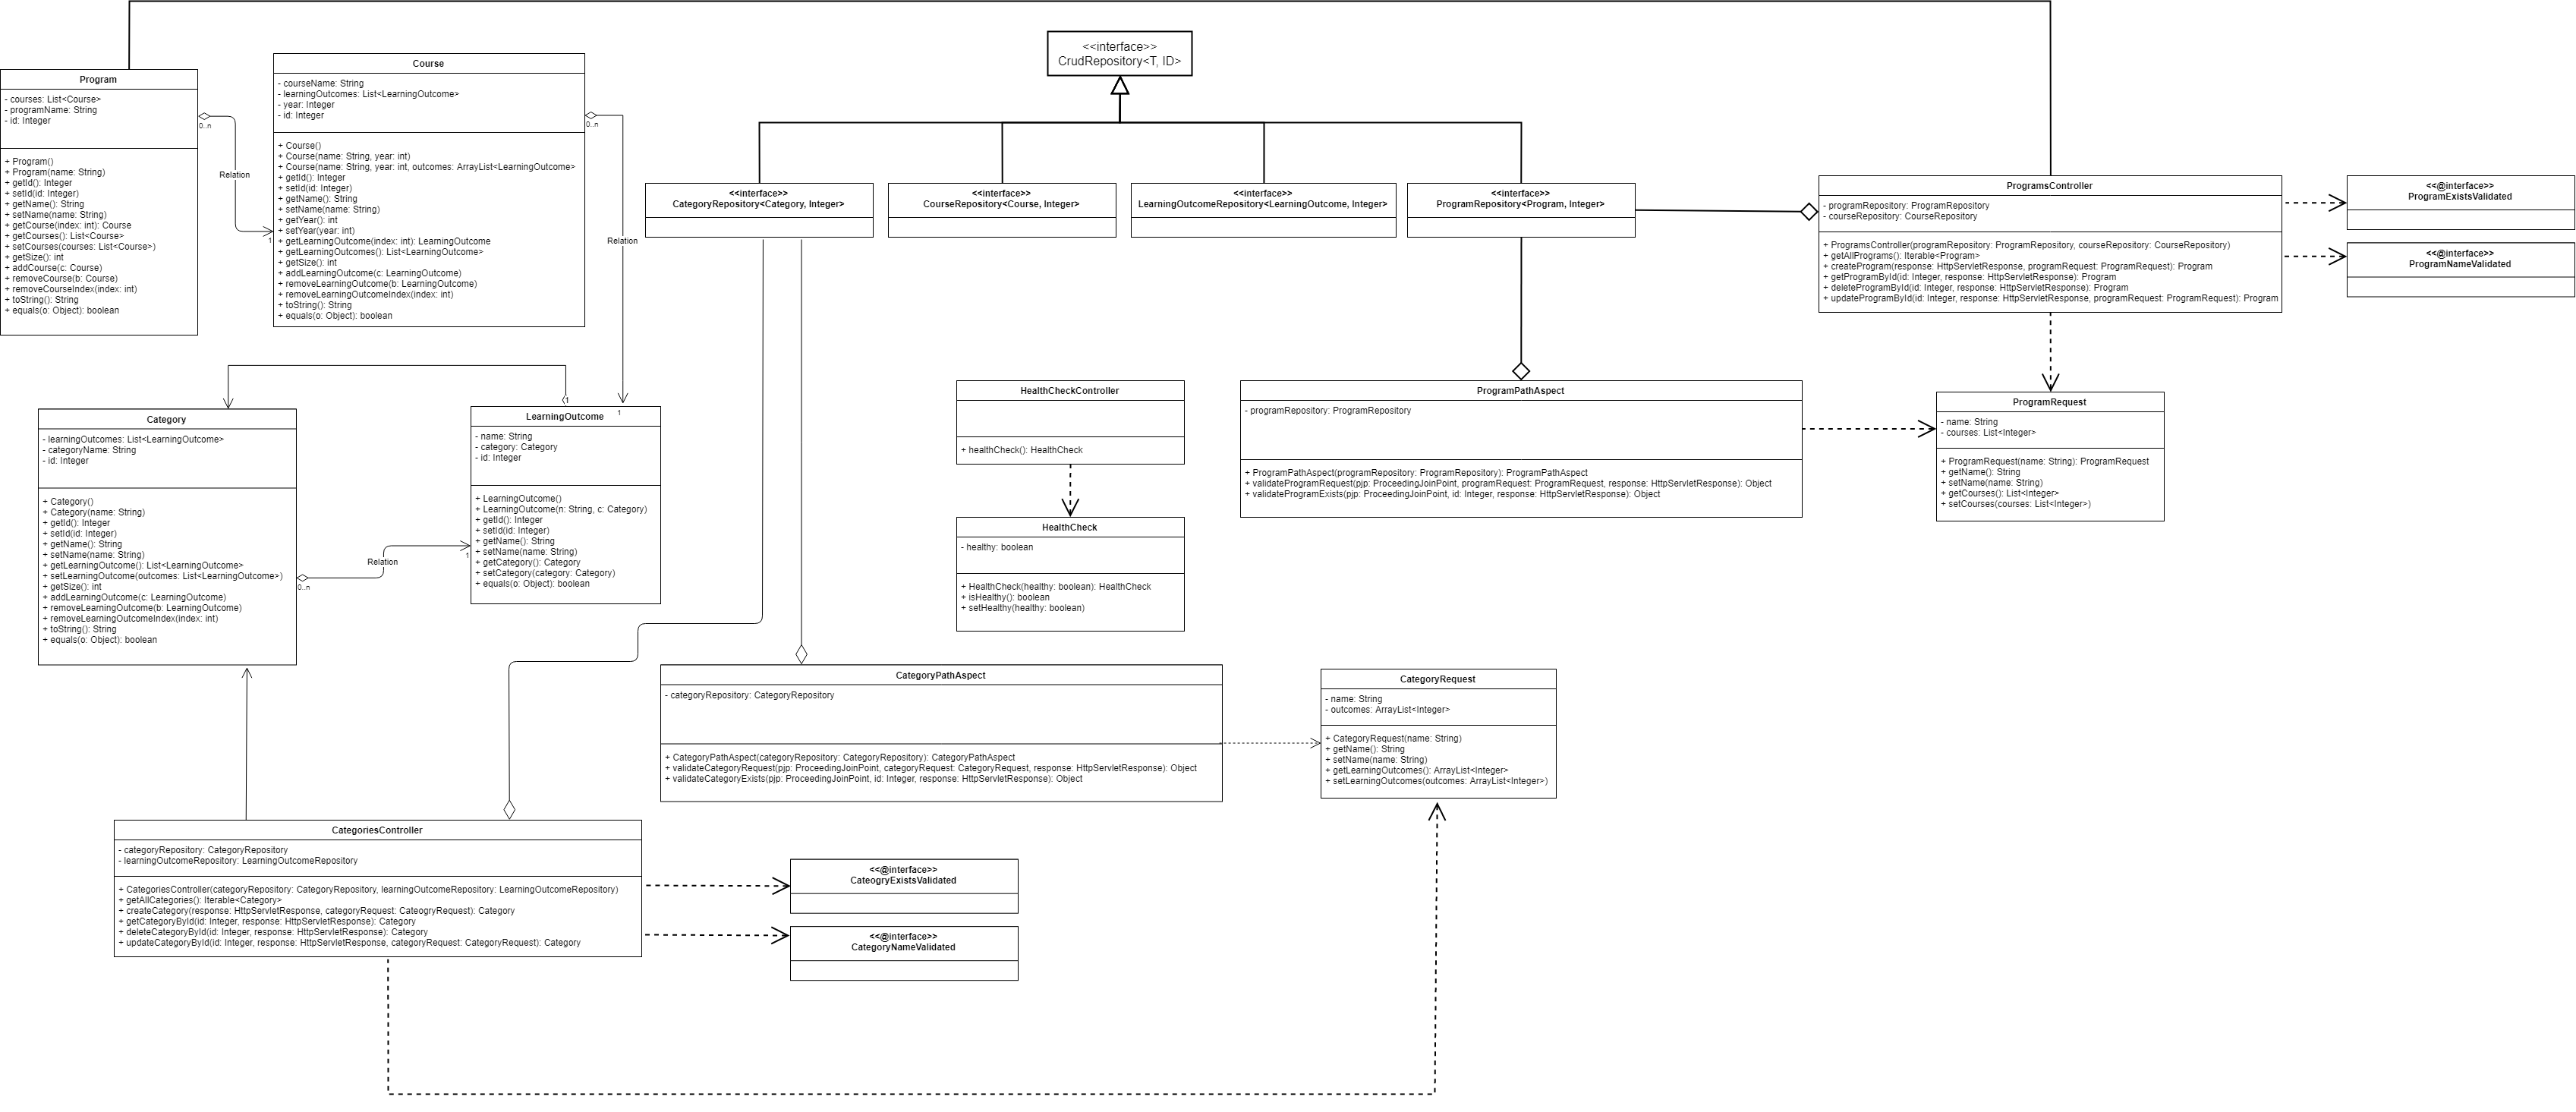 <<interface>>
CrudRepository<T, ID>
Program
- courses: List<Course>
- programName: String
- id: Integer
+ Program()
+ Program(name: String)
+ getId(): Integer
+ setId(id: Integer)
+ getName(): String
+ setName(name: String)
+ getCourse(index: int): Course
+ getCourses(): List<Course>
+ setCourses(courses: List<Course>)
+ getSize(): int
+ addCourse(c: Course)
+ removeCourse(b: Course)
+ removeCourseIndex(index: int)
+ toString(): String
+ equals(o: Object): boolean
0..n
Relation
1
Course
- courseName: String
- learningOutcomes: List<LearningOutcome>
- year: Integer
- id: Integer
+ Course()
+ Course(name: String, year: int)
+ Course(name: String, year: int, outcomes: ArrayList<LearningOutcome>
+ getId(): Integer
+ setId(id: Integer)
+ getName(): String
+ setName(name: String)
+ getYear(): int
+ setYear(year: int)
+ getLearningOutcome(index: int): LearningOutcome
+ getLearningOutcomes(): List<LearningOutcome>
+ getSize(): int
+ addLearningOutcome(c: LearningOutcome)
+ removeLearningOutcome(b: LearningOutcome)
+ removeLearningOutcomeIndex(index: int)
+ toString(): String
+ equals(o: Object): boolean
0..n
Relation
1
<<interface>>
CategoryRepository<Category, Integer>
<<interface>>
CourseRepository<Course, Integer>
<<interface>>
LearningOutcomeRepository<LearningOutcome, Integer>
<<interface>>
ProgramRepository<Program, Integer>
ProgramsController
- programRepository: ProgramRepository
- courseRepository: CourseRepository
+ ProgramsController(programRepository: ProgramRepository, courseRepository: CourseRepository)
+ getAllPrograms(): Iterable<Program>
+ createProgram(response: HttpServletResponse, programRequest: ProgramRequest): Program
+ getProgramById(id: Integer, response: HttpServletResponse): Program
+ deleteProgramById(id: Integer, response: HttpServletResponse): Program
+ updateProgramById(id: Integer, response: HttpServletResponse, programRequest: ProgramRequest): Program
<<@interface>>
ProgramExistsValidated
<<@interface>>
ProgramNameValidated
Category
- learningOutcomes: List<LearningOutcome>
- categoryName: String
- id: Integer
+ Category()
+ Category(name: String)
+ getId(): Integer
+ setId(id: Integer)
+ getName(): String
+ setName(name: String)
+ getLearningOutcome(): List<LearningOutcome>
+ setLearningOutcome(outcomes: List<LearningOutcome>)
+ getSize(): int
+ addLearningOutcome(c: LearningOutcome)
+ removeLearningOutcome(b: LearningOutcome)
+ removeLearningOutcomeIndex(index: int)
+ toString(): String
+ equals(o: Object): boolean
0..n
Relation
1
1
LearningOutcome
- name: String
- category: Category
- id: Integer
+ LearningOutcome()
+ LearningOutcome(n: String, c: Category)
+ getId(): Integer
+ setId(id: Integer)
+ getName(): String
+ setName(name: String)
+ getCategory(): Category
+ setCategory(category: Category)
+ equals(o: Object): boolean
HealthCheckController
+ healthCheck(): HealthCheck
HealthCheck
- healthy: boolean
+ HealthCheck(healthy: boolean): HealthCheck
+ isHealthy(): boolean
+ setHealthy(healthy: boolean)
ProgramPathAspect
- programRepository: ProgramRepository
+ ProgramPathAspect(programRepository: ProgramRepository): ProgramPathAspect
+ validateProgramRequest(pjp: ProceedingJoinPoint, programRequest: ProgramRequest, response: HttpServletResponse): Object
+ validateProgramExists(pjp: ProceedingJoinPoint, id: Integer, response: HttpServletResponse): Object
ProgramRequest
- name: String
- courses: List<Integer>
+ ProgramRequest(name: String): ProgramRequest
+ getName(): String
+ setName(name: String)
+ getCourses(): List<Integer>
+ setCourses(courses: List<Integer>)
CategoryPathAspect
- categoryRepository: CategoryRepository
+ CategoryPathAspect(categoryRepository: CategoryRepository): CategoryPathAspect
+ validateCategoryRequest(pjp: ProceedingJoinPoint, categoryRequest: CategoryRequest, response: HttpServletResponse): Object
+ validateCategoryExists(pjp: ProceedingJoinPoint, id: Integer, response: HttpServletResponse): Object
CategoryRequest
- name: String
- outcomes: ArrayList<Integer>
+ CategoryRequest(name: String)
+ getName(): String
+ setName(name: String)
+ getLearningOutcomes(): ArrayList<Integer>
+ setLearningOutcomes(outcomes: ArrayList<Integer>)
CategoriesController
- categoryRepository: CategoryRepository
- learningOutcomeRepository: LearningOutcomeRepository
+ CategoriesController(categoryRepository: CategoryRepository, learningOutcomeRepository: LearningOutcomeRepository)
+ getAllCategories(): Iterable<Category>
+ createCategory(response: HttpServletResponse, categoryRequest: CateogryRequest): Category
+ getCategoryById(id: Integer, response: HttpServletResponse): Category
+ deleteCategoryById(id: Integer, response: HttpServletResponse): Category
+ updateCategoryById(id: Integer, response: HttpServletResponse, categoryRequest: CategoryRequest): Category
<<@interface>>
CateogryExistsValidated
<<@interface>>
CategoryNameValidated